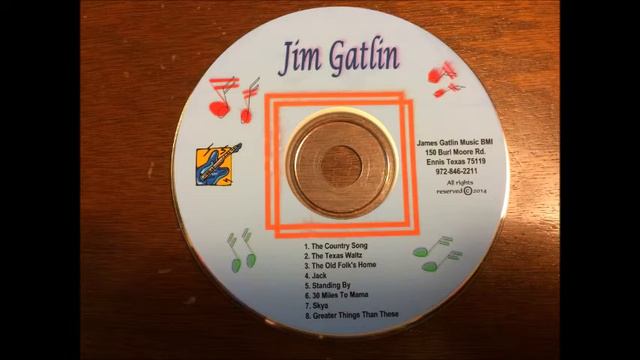 Jim Gatlin
James Gatlin Music BMI
150 Burl Moore Rd.
Ennis Texas 75119
972-846-2211
All rights
reserved ©2014
1. The Country Song
2. The Texas Waltz
3. The Old Folk's Home
4. Jack
5. Standing By
6. 30 Miles To Mama
7. Skya
8. Greater Things Than These